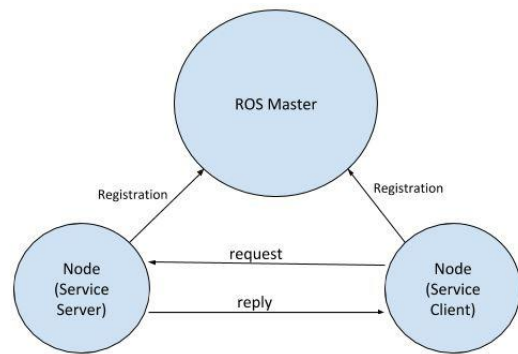 ROS Master
Registration
Registration
request
reply
Node
(Service
Server)
Node
(Service
Client)